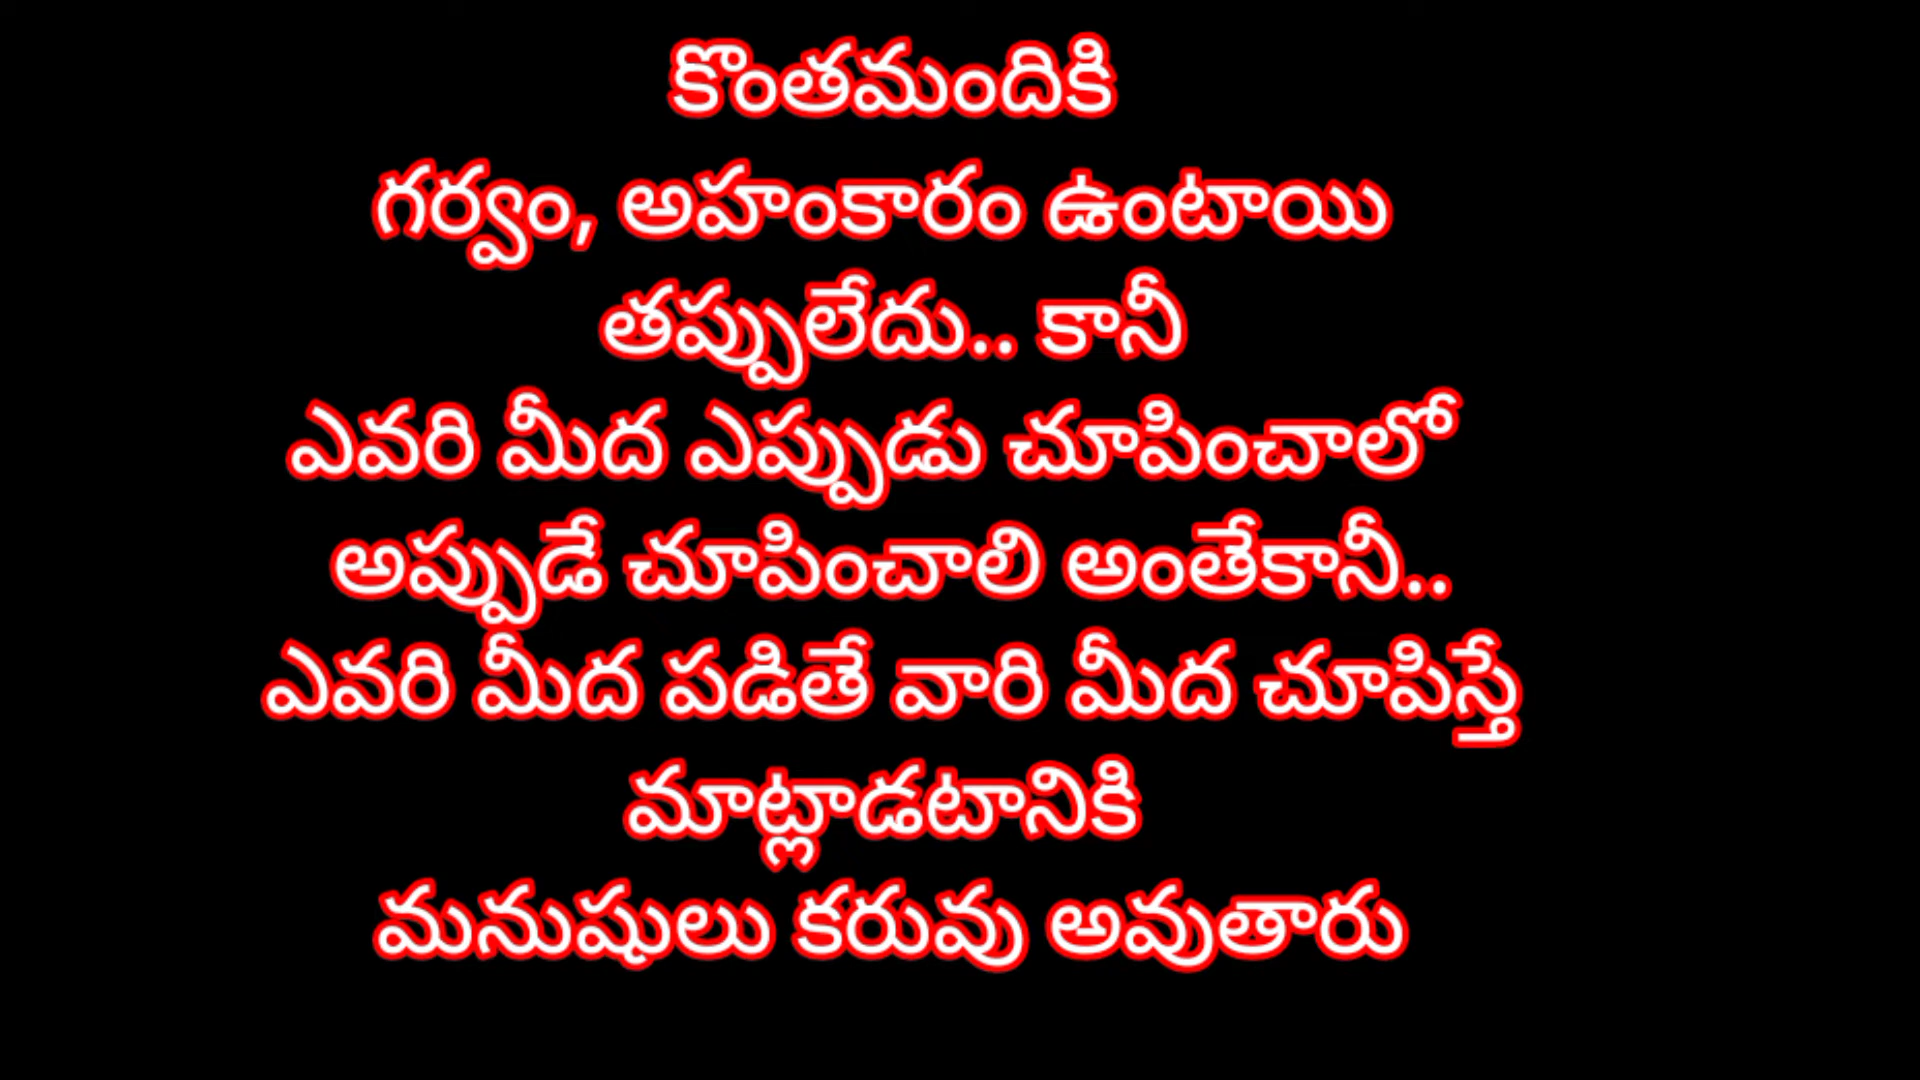 కొంతమందికి
గర్వం, అహంకారం ఉంటాయి
తప్పులేదు.. కానీ
ఎవరి మీద ఎప్పుడు చూపించాలో
అప్పుడే చూపించాలి అంతేకానీ..
ఎవరి మీద పడితే వారి మీద చూపిస్తే
మాట్లాడటానికి
మనుషులు కరువు అవుతారు